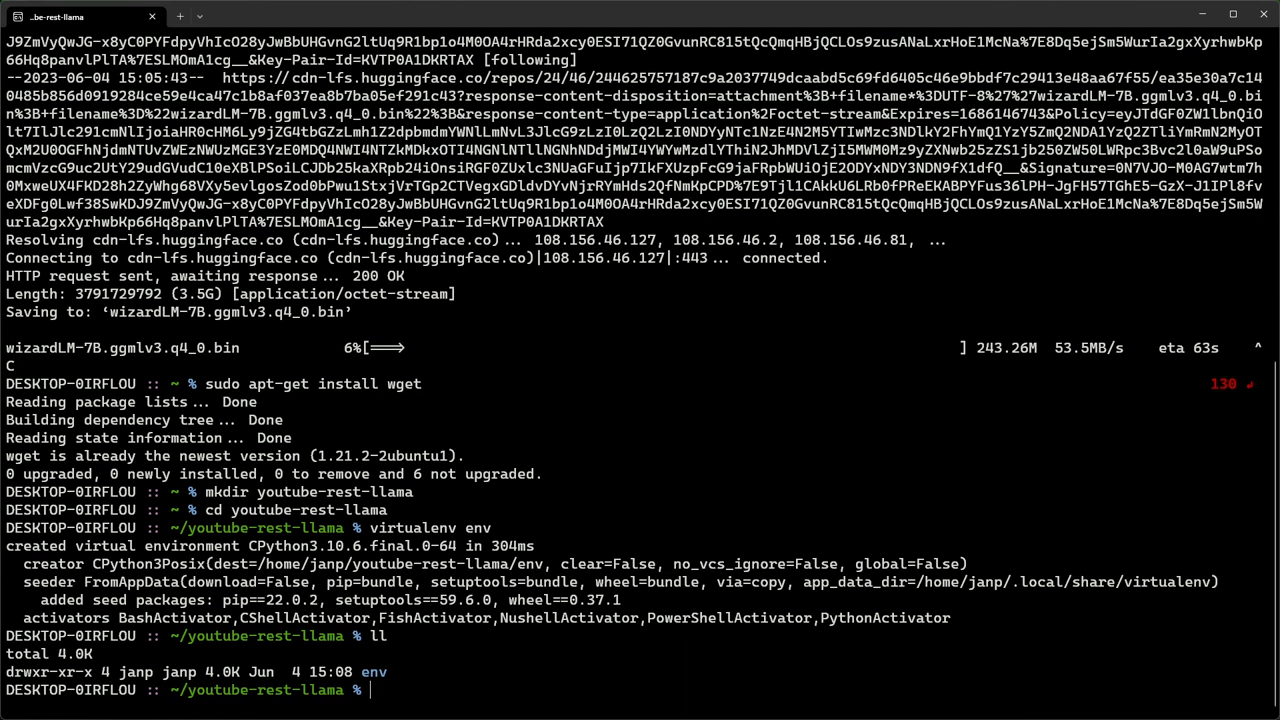 ..be-rest-llama
J9ZmVyQwJG-x8yC0PYFdpyVhIcO28yJwBbUHGvnG2ltUq9R1bp1o4M0OA4rHRda2xcy0ESI71QZ0GvunRC815tQcQmqHBjQCLOs9zusANaLxrHoE1McNa%7E8Dq5ejSm5WurIa2gxXyrhwbKp
66Hq8panvlPlTA%7ESLMOmA1cg__&Key-Pair-Id=KVTP0A1DKRTAX [following]
--2023-06-04 15:05:43--  https://cdn-lfs.huggingface.co/repos/24/46/244625757187c9a2037749dcaabd5c69fd6405c46e9bbdf7c29413e48aa67f55/ea35e30a7c140
0485b856d0919284ce59e4ca47c1b8af037ea8b7ba05ef291c43?response-content-disposition=attachment%3B+filename*%3DUTF-8%27%27wizardLM-7B.ggmlv3.q4_0.bi
n%3B+filename%3D%22wizardLM-7B.ggmlv3.q4_0.bin%22%3B&response-content-type=application%2Foctet-stream&Expires=1686146743&Policy=eyJTdGF0ZW1lbnQiO
lt7IlJlc291cmNlIjoiaHR0cHM6Ly9jZG4tbGZzLmh1Z2dpbmdmYWNlLmNvL3JlcG9zLzI0LzQ2LzI0NDYyNTc1NzE4N2M5YTIwMzc3NDlkY2FhYmQ1YzY5ZmQ2NDA1YzQ2ZTliYmRmN2MyOT
QxM2U0OGFhNjdmNTUvZWEzNWUzMGE3YzE0MDQ4NWI4NTZkMDkxOTI4NGNlNTllNGNhNDdjMWI4YWYwMzdlYThiN2JhMDVlZjI5MWM0Mz9yZXNwb25zZS1jb250ZW50LWRpc3Bvc2l0aW9uPSo
mcmVzcG9uc2UtY29udGVudC10eXBlPSoiLCJDb25kaXRpb24iOnsiRGF0ZUxlc3NUaGFuIjp7IkFXUzpFcG9jaFRpbWUiOjE2ODYxNDY3NDN9fX1dfQ__&Signature=0N7VJO-M0AG7wtm7h
0MxweUX4FKD28h2ZyWhg68VXy5evlgosZod0bPwu1StxjVrTGp2CTVegxGDldvDYvNjrRYmHds2QfNmKpCPD%7E9Tjl1CAkkU6LRb0fPReEKABPYFus36lPH-JgFH57TGhE5-GzX-J1IPl8fv
eXDFg0Lwf38SwKDJ9ZmVyQwJG-x8yC0PYFdpyVhIcO28yJwBbUHGvnG2ltUq9R1bp1o4M0OA4rHRda2xcy0ESI71QZ0GvunRC815tQcQmqHBjQCLOs9zusANaLxrHoE1McNa%7E8Dq5ejSm5W
urIa2gxXyrhwbKp66Hq8panvlPlTA%7ESLMOmA1cg__&Key-Pair-Id=KVTP0A1DKRTAX
Resolving cdn-lfs.huggingface.co (cdn-lfs.huggingface.co)... 108.156.46.127, 108.156.46.2, 108.156.46.81, ...
Connecting to cdn-lfs.huggingface.co (cdn-lfs.huggingface.co)|108.156.46.127|:443... connected.
HTTP request sent, awaiting response... 200 OK
Length: 3791729792 (3.5G) [application/octet-stream]
Saving to: ‘wizardLM-7B.ggmlv3.q4_0.bin’
wizardLM-7B.ggmlv3.q4_0.bin            6%[===>                                                                ] 243.26M  53.5MB/s    eta 63s    ^
C
DESKTOP-0IRFLOU :: ~ % sudo apt-get install wget                                                                                           130 ↵
Reading package lists... Done
Building dependency tree... Done
Reading state information... Done
wget is already the newest version (1.21.2-2ubuntu1).
0 upgraded, 0 newly installed, 0 to remove and 6 not upgraded.
DESKTOP-0IRFLOU :: ~ % mkdir youtube-rest-llama
DESKTOP-0IRFLOU :: ~ % cd youtube-rest-llama
DESKTOP-0IRFLOU :: ~/youtube-rest-llama % virtualenv env
created virtual environment CPython3.10.6.final.0-64 in 304ms
  creator CPython3Posix(dest=/home/janp/youtube-rest-llama/env, clear=False, no_vcs_ignore=False, global=False)
  seeder FromAppData(download=False, pip=bundle, setuptools=bundle, wheel=bundle, via=copy, app_data_dir=/home/janp/.local/share/virtualenv)
    added seed packages: pip==22.0.2, setuptools==59.6.0, wheel==0.37.1
  activators BashActivator,CShellActivator,FishActivator,NushellActivator,PowerShellActivator,PythonActivator
DESKTOP-0IRFLOU :: ~/youtube-rest-llama % ll
total 4.0K
drwxr-xr-x 4 janp janp 4.0K Jun  4 15:08 env
DESKTOP-0IRFLOU :: ~/youtube-rest-llama %